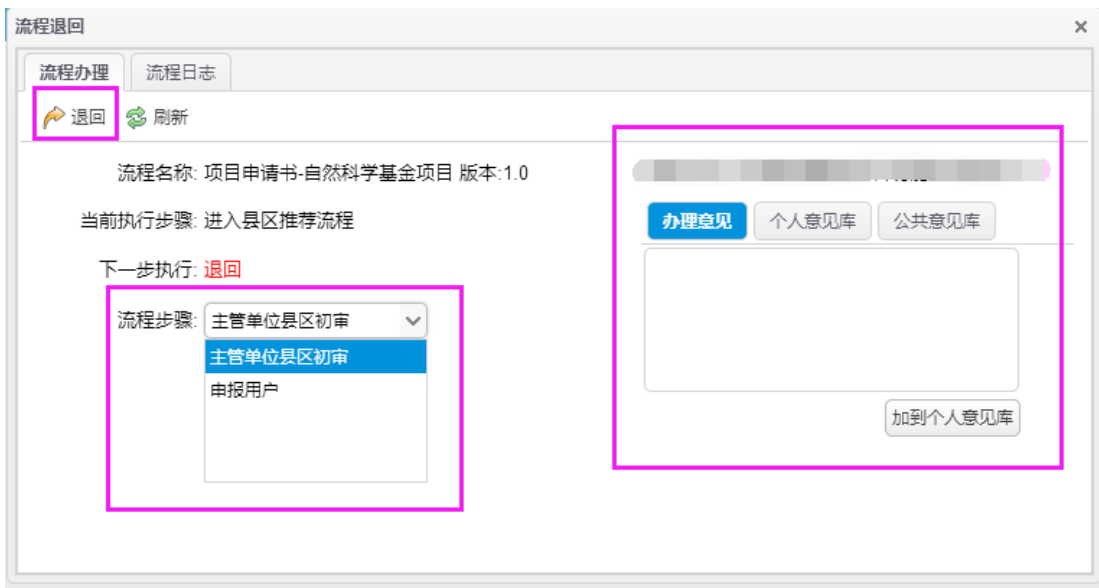 流程退回
流程办理 流程日志
退回 刷新
流程名称: 项目申请书-自然科学基金项目 版本:1.0
当前执行步骤: 进入县区推荐流程
下一步执行: 退回
流程步骤: 主管单位县区初审
主管单位县区初审
申报用户
办理意见 个人意见库 公共意见库
加到个人意见库